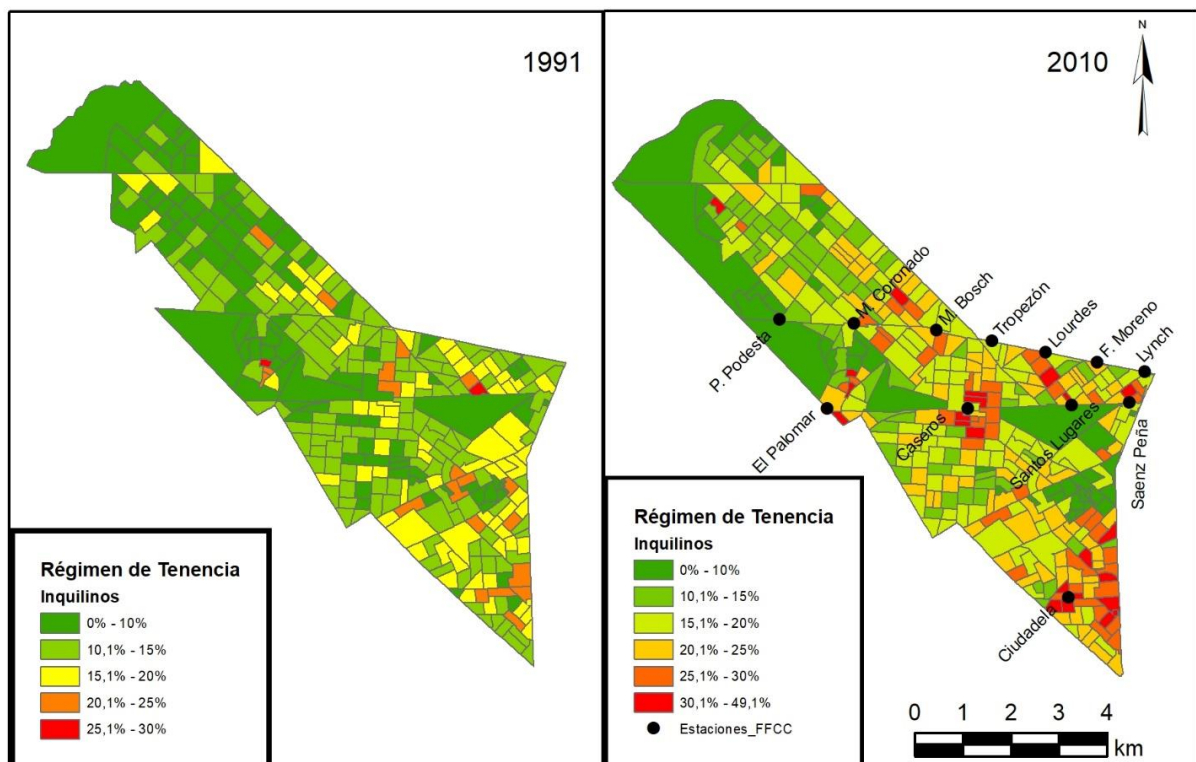 1991
Régimen de Tenencia
Inquilinos
0% - 10%
10,1% - 15%
15,1% - 20%
20,1% - 25%
25,1% - 30%
2010
N
P. Podesta
M. Coronado
M. Bosch
Tropezón
Lourdes
F. Moreno
Lynch
El Palomar
Caseros
Santos Lugares
Saenz Peña
Ciudadela
Régimen de Tenencia
Inquilinos
0% - 10%
10,1% - 15%
15,1% - 20%
20,1% - 25%
25,1% - 30%
30,1% - 49,1%
Estaciones_FFCC
0 1 2 3 4
km